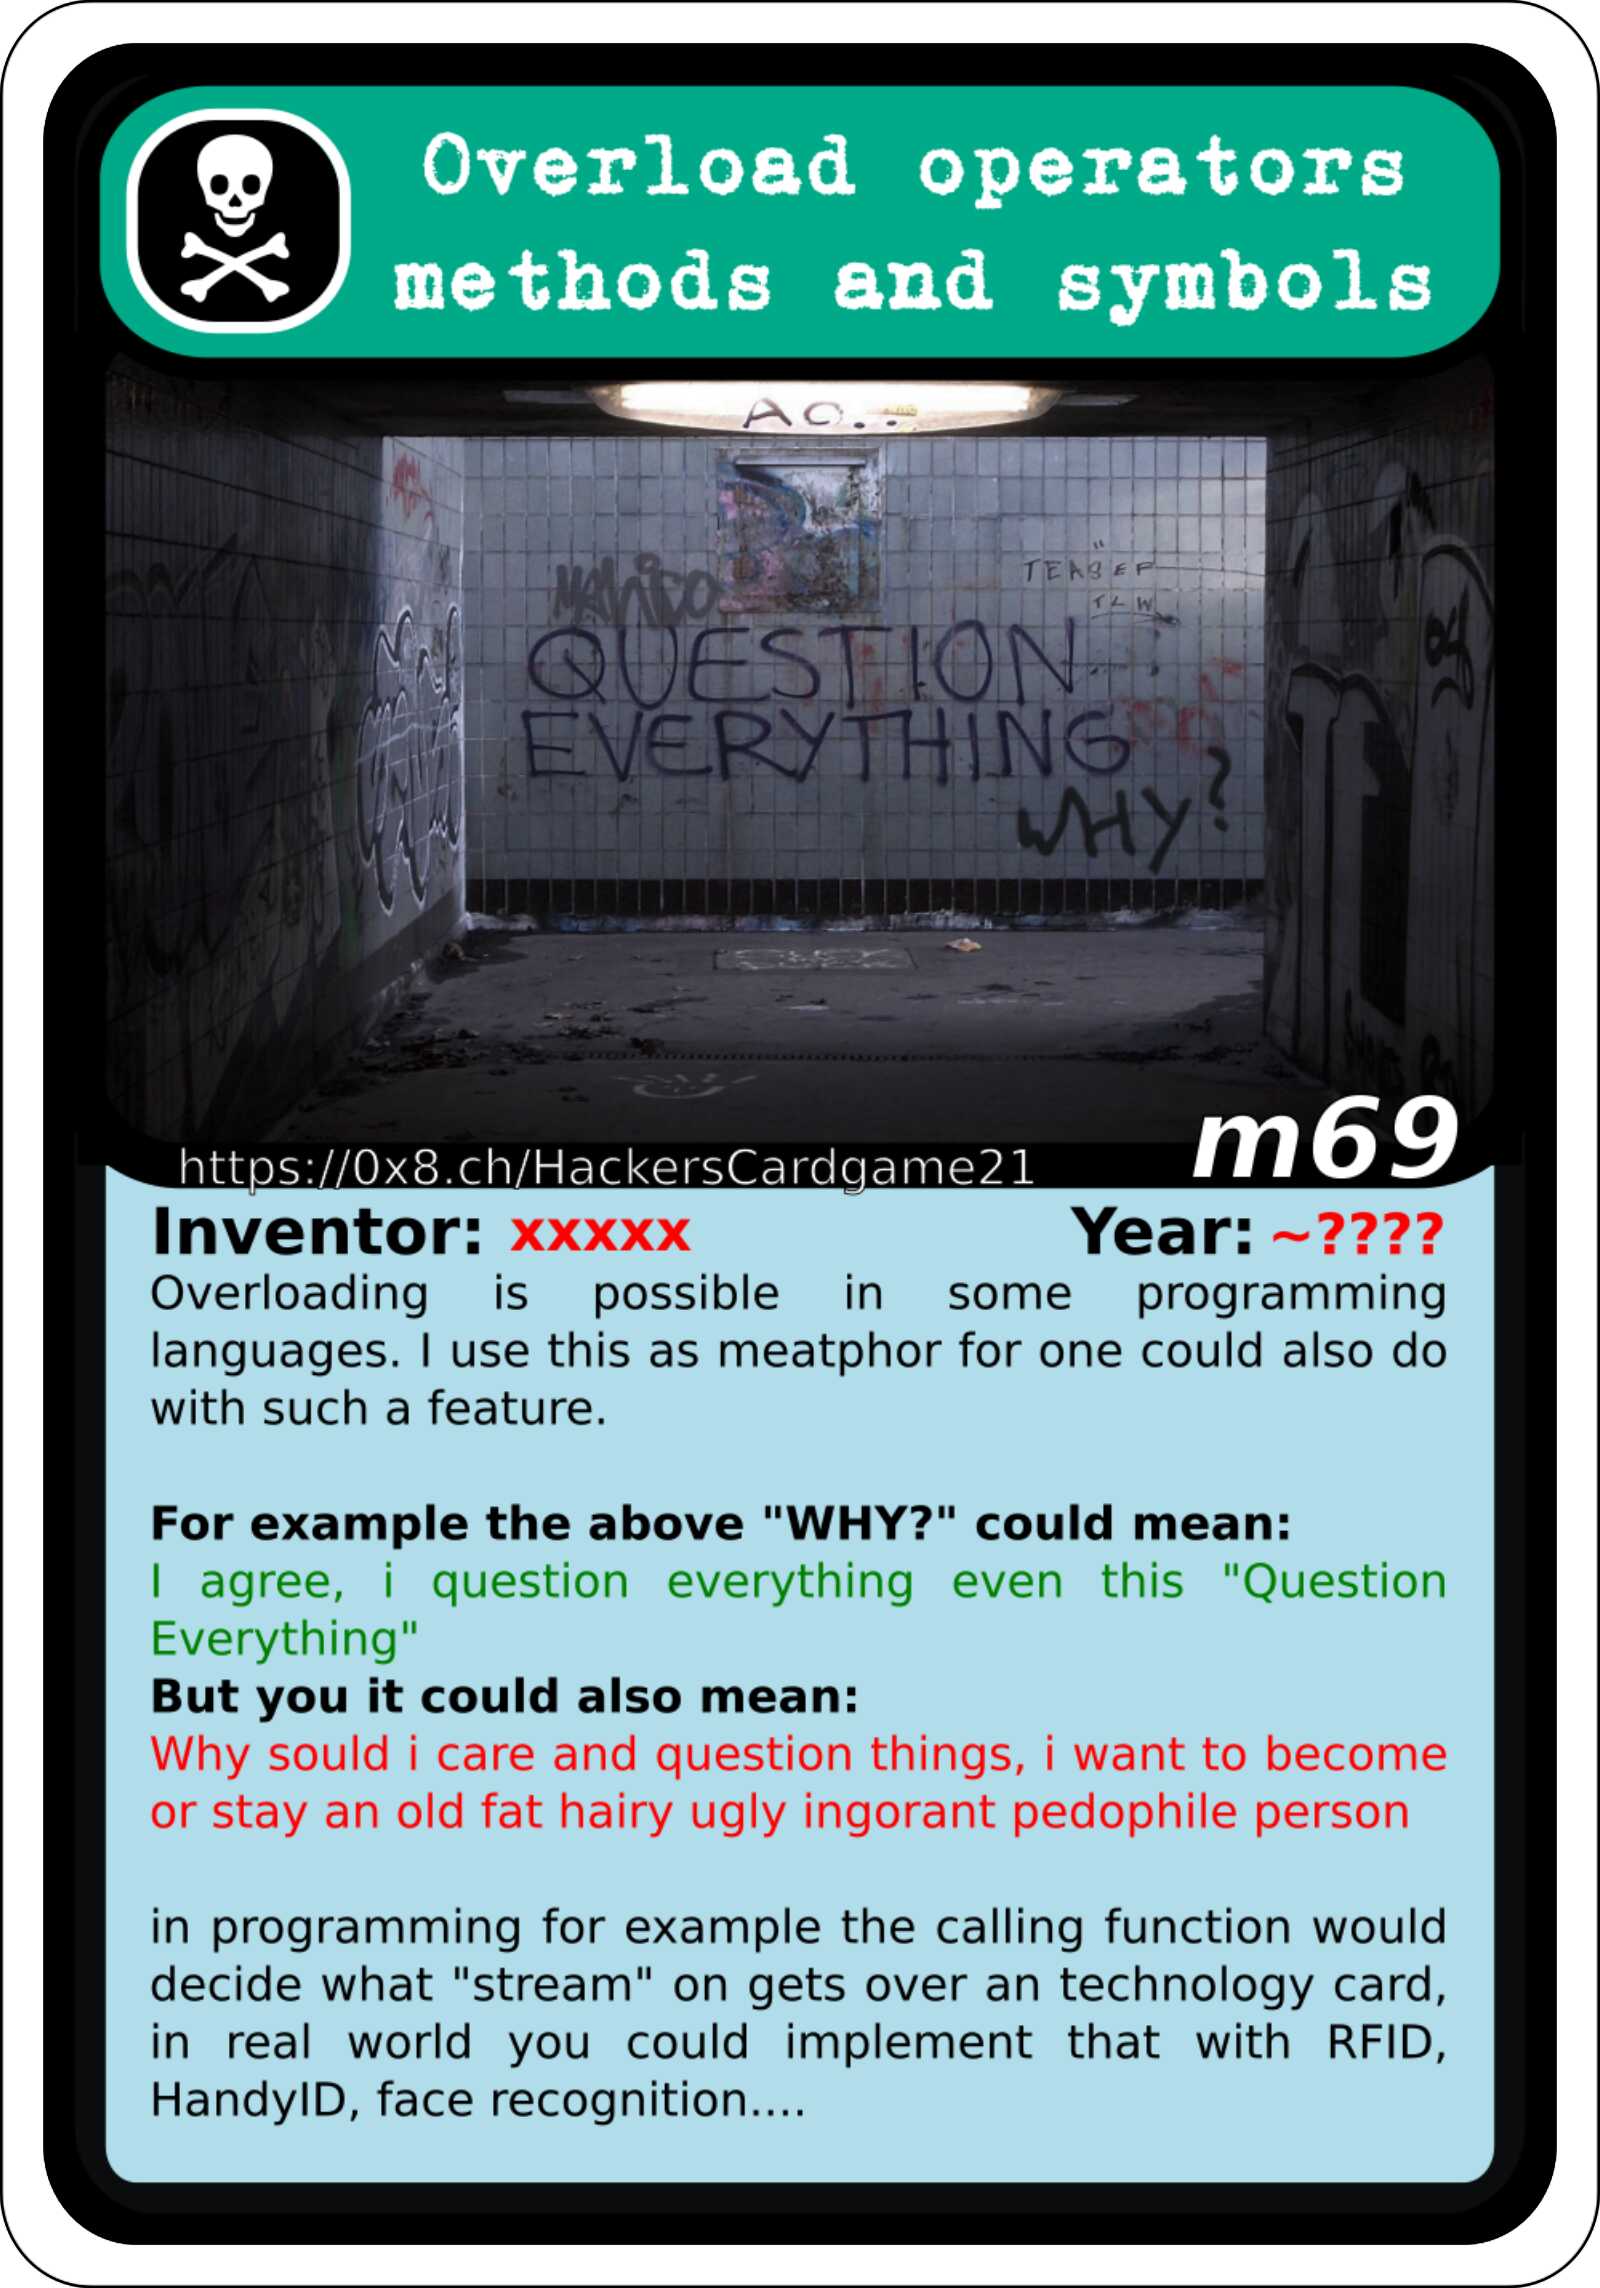 Overload operators
methods and symbols
AO..
TEASER
TLW
QUESTION
EVERYTHING
WHY?
m69
https://0x8.ch/HackersCardgame21
Inventor: xxxxx Year: ~????
Overloading is possible in some programming
languages. I use this as meatphor for one could also do
with such a feature.
For example the above "WHY?" could mean:
I agree, i question everything even this "Question
Everything"
But you it could also mean:
Why sould i care and question things, i want to become
or stay an old fat hairy ugly ingorant pedophile person
in programming for example the calling function would
decide what "stream" on gets over an technology card,
in real world you could implement that with RFID,
HandyID, face recognition....